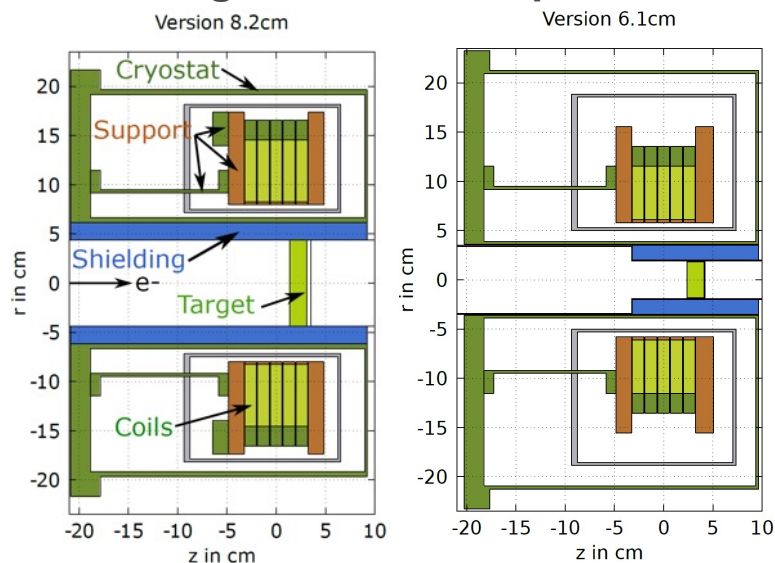 Version 8.2cm
Cryostat
Support
Shielding
e-
Target
Coils
20
15
10
5
0
-5
-10
-15
-20
r in cm
-20 -15 -10 -5 0 5 10
z in cm
Version 6.1cm
20
15
10
5
0
-5
-10
-15
-20
r in cm
-20 -15 -10 -5 0 5 10
z in cm